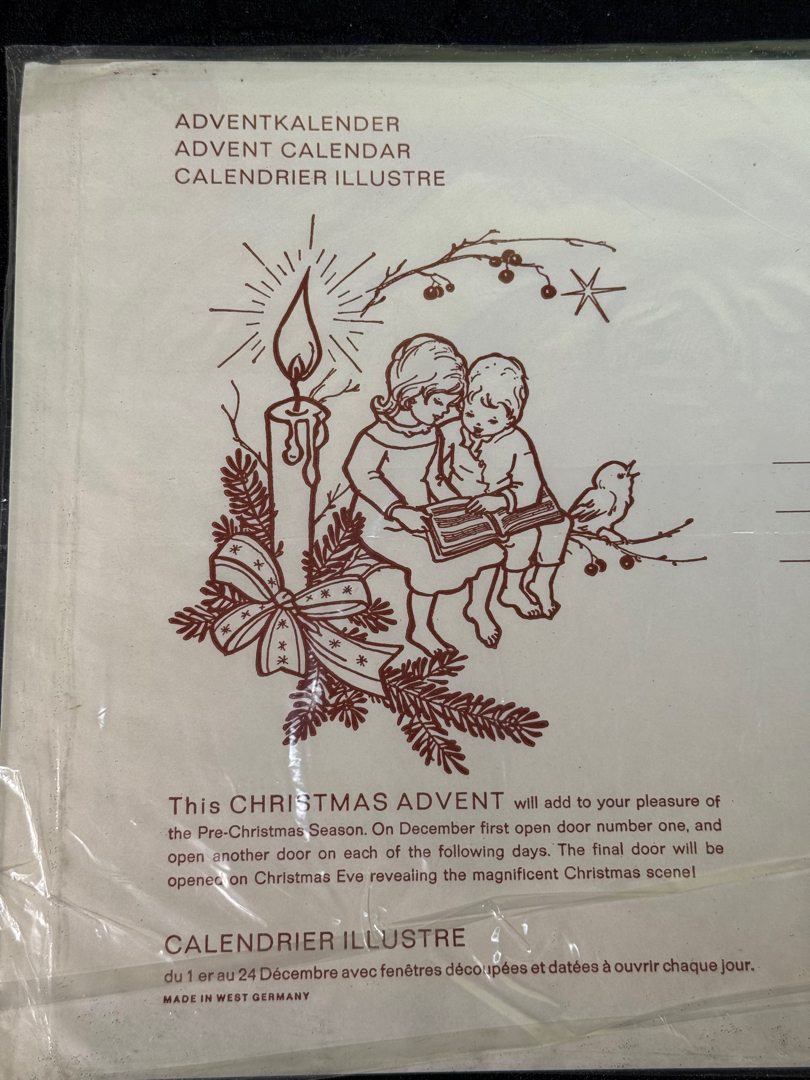 ADVENTKALENDER
ADVENT CALENDAR
CALENDRIER ILLUSTRE
This CHRISTMAS ADVENT will add to your pleasure of
the Pre-Christmas Season. On December first open door number one, and
open another door on each of the following days. The final door will be
opened on Christmas Eve revealing the magnificent Christmas scene!
CALENDRIER ILLUSTRE
du 1 er au 24 Décembre avec fenêtres découpées et datées à ouvrir chaque jour.
MADE IN WEST GERMANY